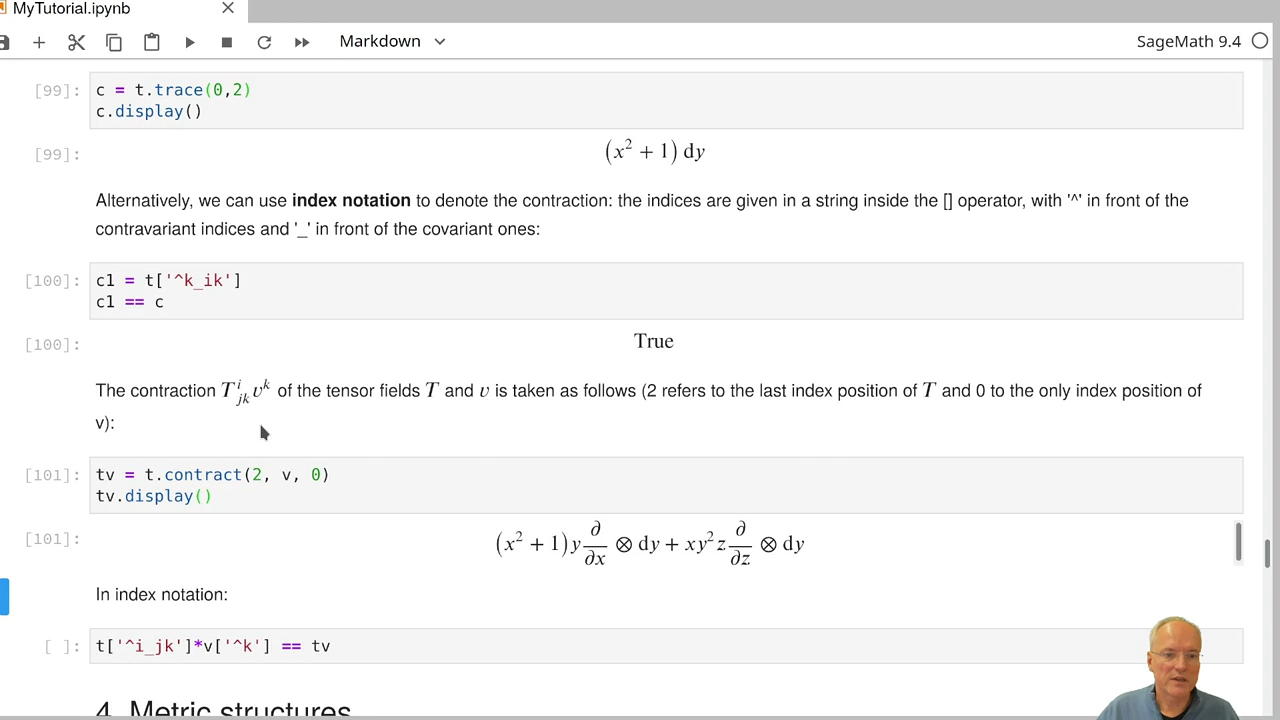 MyTutorial.ipynb
Markdown
SageMath 9.4
[99]: c = t.trace(0,2)
c.display()
[99]: (x² + 1) dy
Alternatively, we can use index notation to denote the contraction: the indices are given in a string inside the [] operator, with '^' in front of the
contravariant indices and '_' in front of the covariant ones:
[100]: c1 = t['^k_ik']
c1 == c
[100]: True
The contraction T^i_jk v^k of the tensor fields T and v is taken as follows (2 refers to the last index position of T and 0 to the only index position of
v):
[101]: tv = t.contract(2, v, 0)
tv.display()
[101]: (x² + 1) y ∂/∂x ⊗ dy + xy²z ∂/∂z ⊗ dy
In index notation:
[ ]: t['^i_jk']*v['^k'] == tv
4. Metric structures